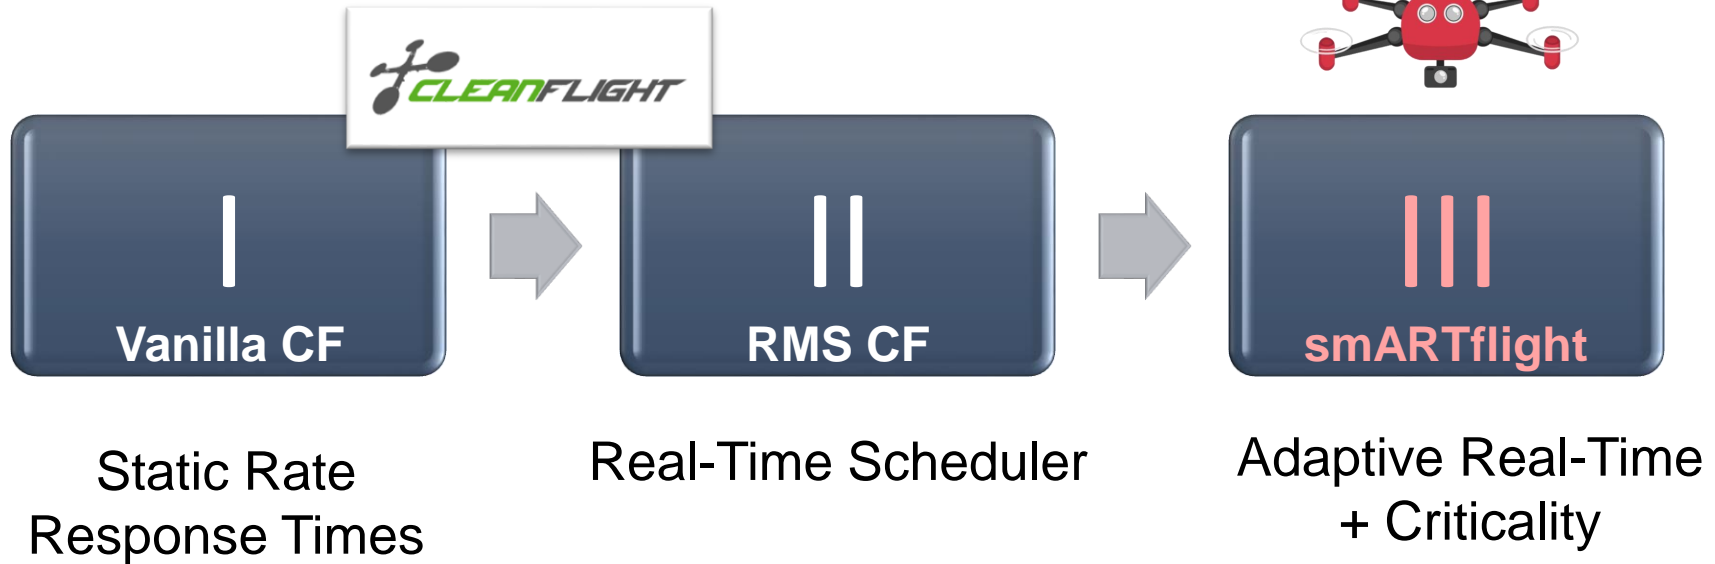 CLEANFLIGHT
I
Vanilla CF
Static Rate
Response Times
II
RMS CF
Real-Time Scheduler
III
smARTflight
Adaptive Real-Time
+ Criticality